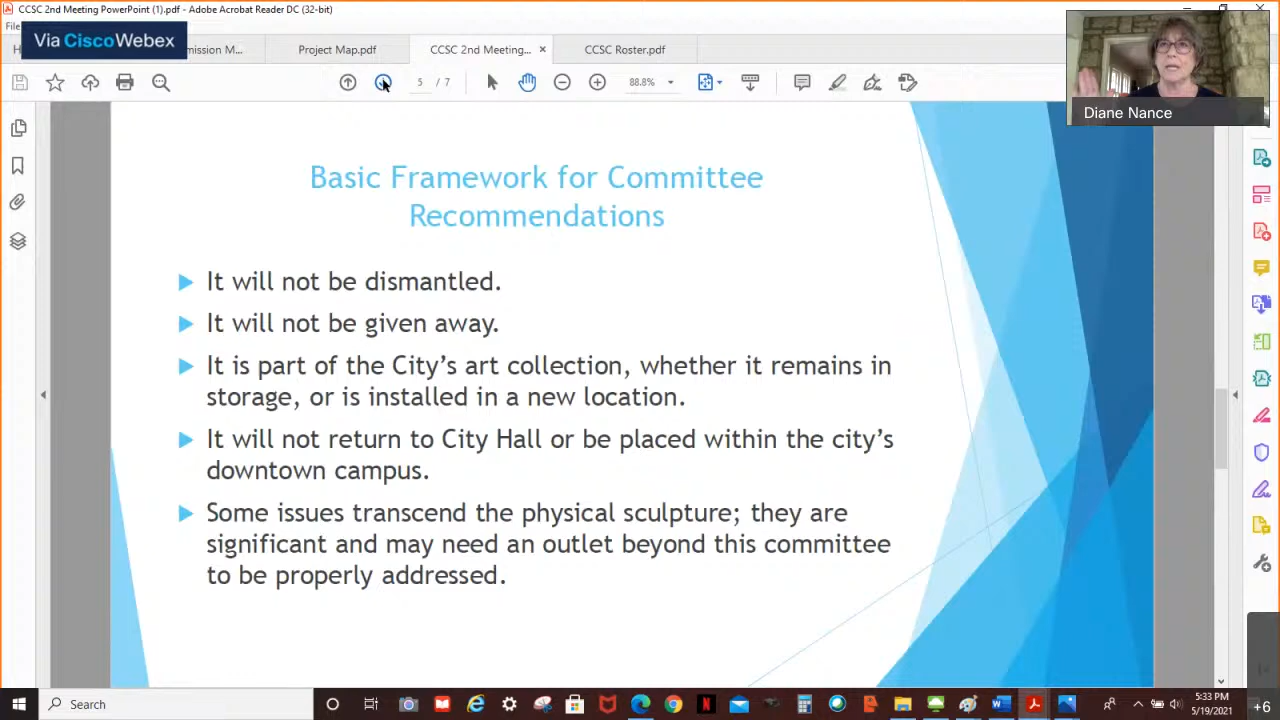 CCSC 2nd Meeting PowerPoint (1).pdf - Adobe Acrobat Reader DC (32-bit)
Via CiscoWebex
mission M...
Project Map.pdf
CCSC 2nd Meeting...
CCSC Roster.pdf
5 / 7
88.8%
Diane Nance
Basic Framework for Committee
Recommendations
It will not be dismantled.
It will not be given away.
It is part of the City’s art collection, whether it remains in
storage, or is installed in a new location.
It will not return to City Hall or be placed within the city’s
downtown campus.
Some issues transcend the physical sculpture; they are
significant and may need an outlet beyond this committee
to be properly addressed.
Search
5:33 PM
5/19/2021
+6